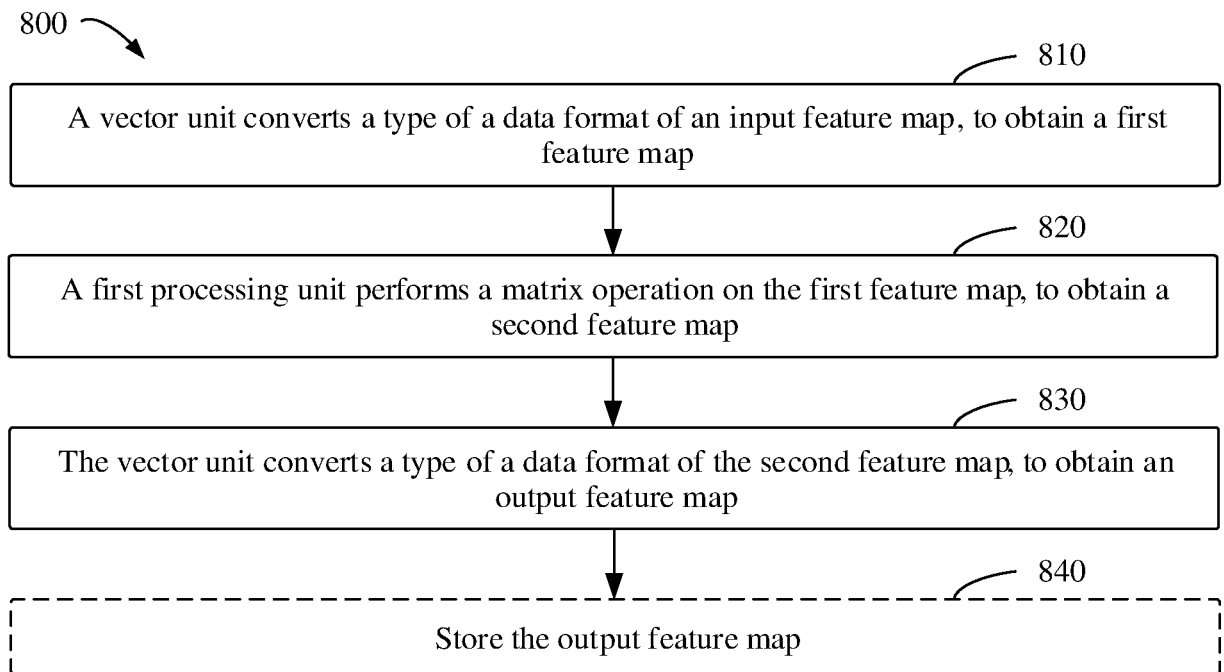 800
810
A vector unit converts a type of a data format of an input feature map, to obtain a first
feature map
820
A first processing unit performs a matrix operation on the first feature map, to obtain a
second feature map
830
The vector unit converts a type of a data format of the second feature map, to obtain an
output feature map
840
Store the output feature map